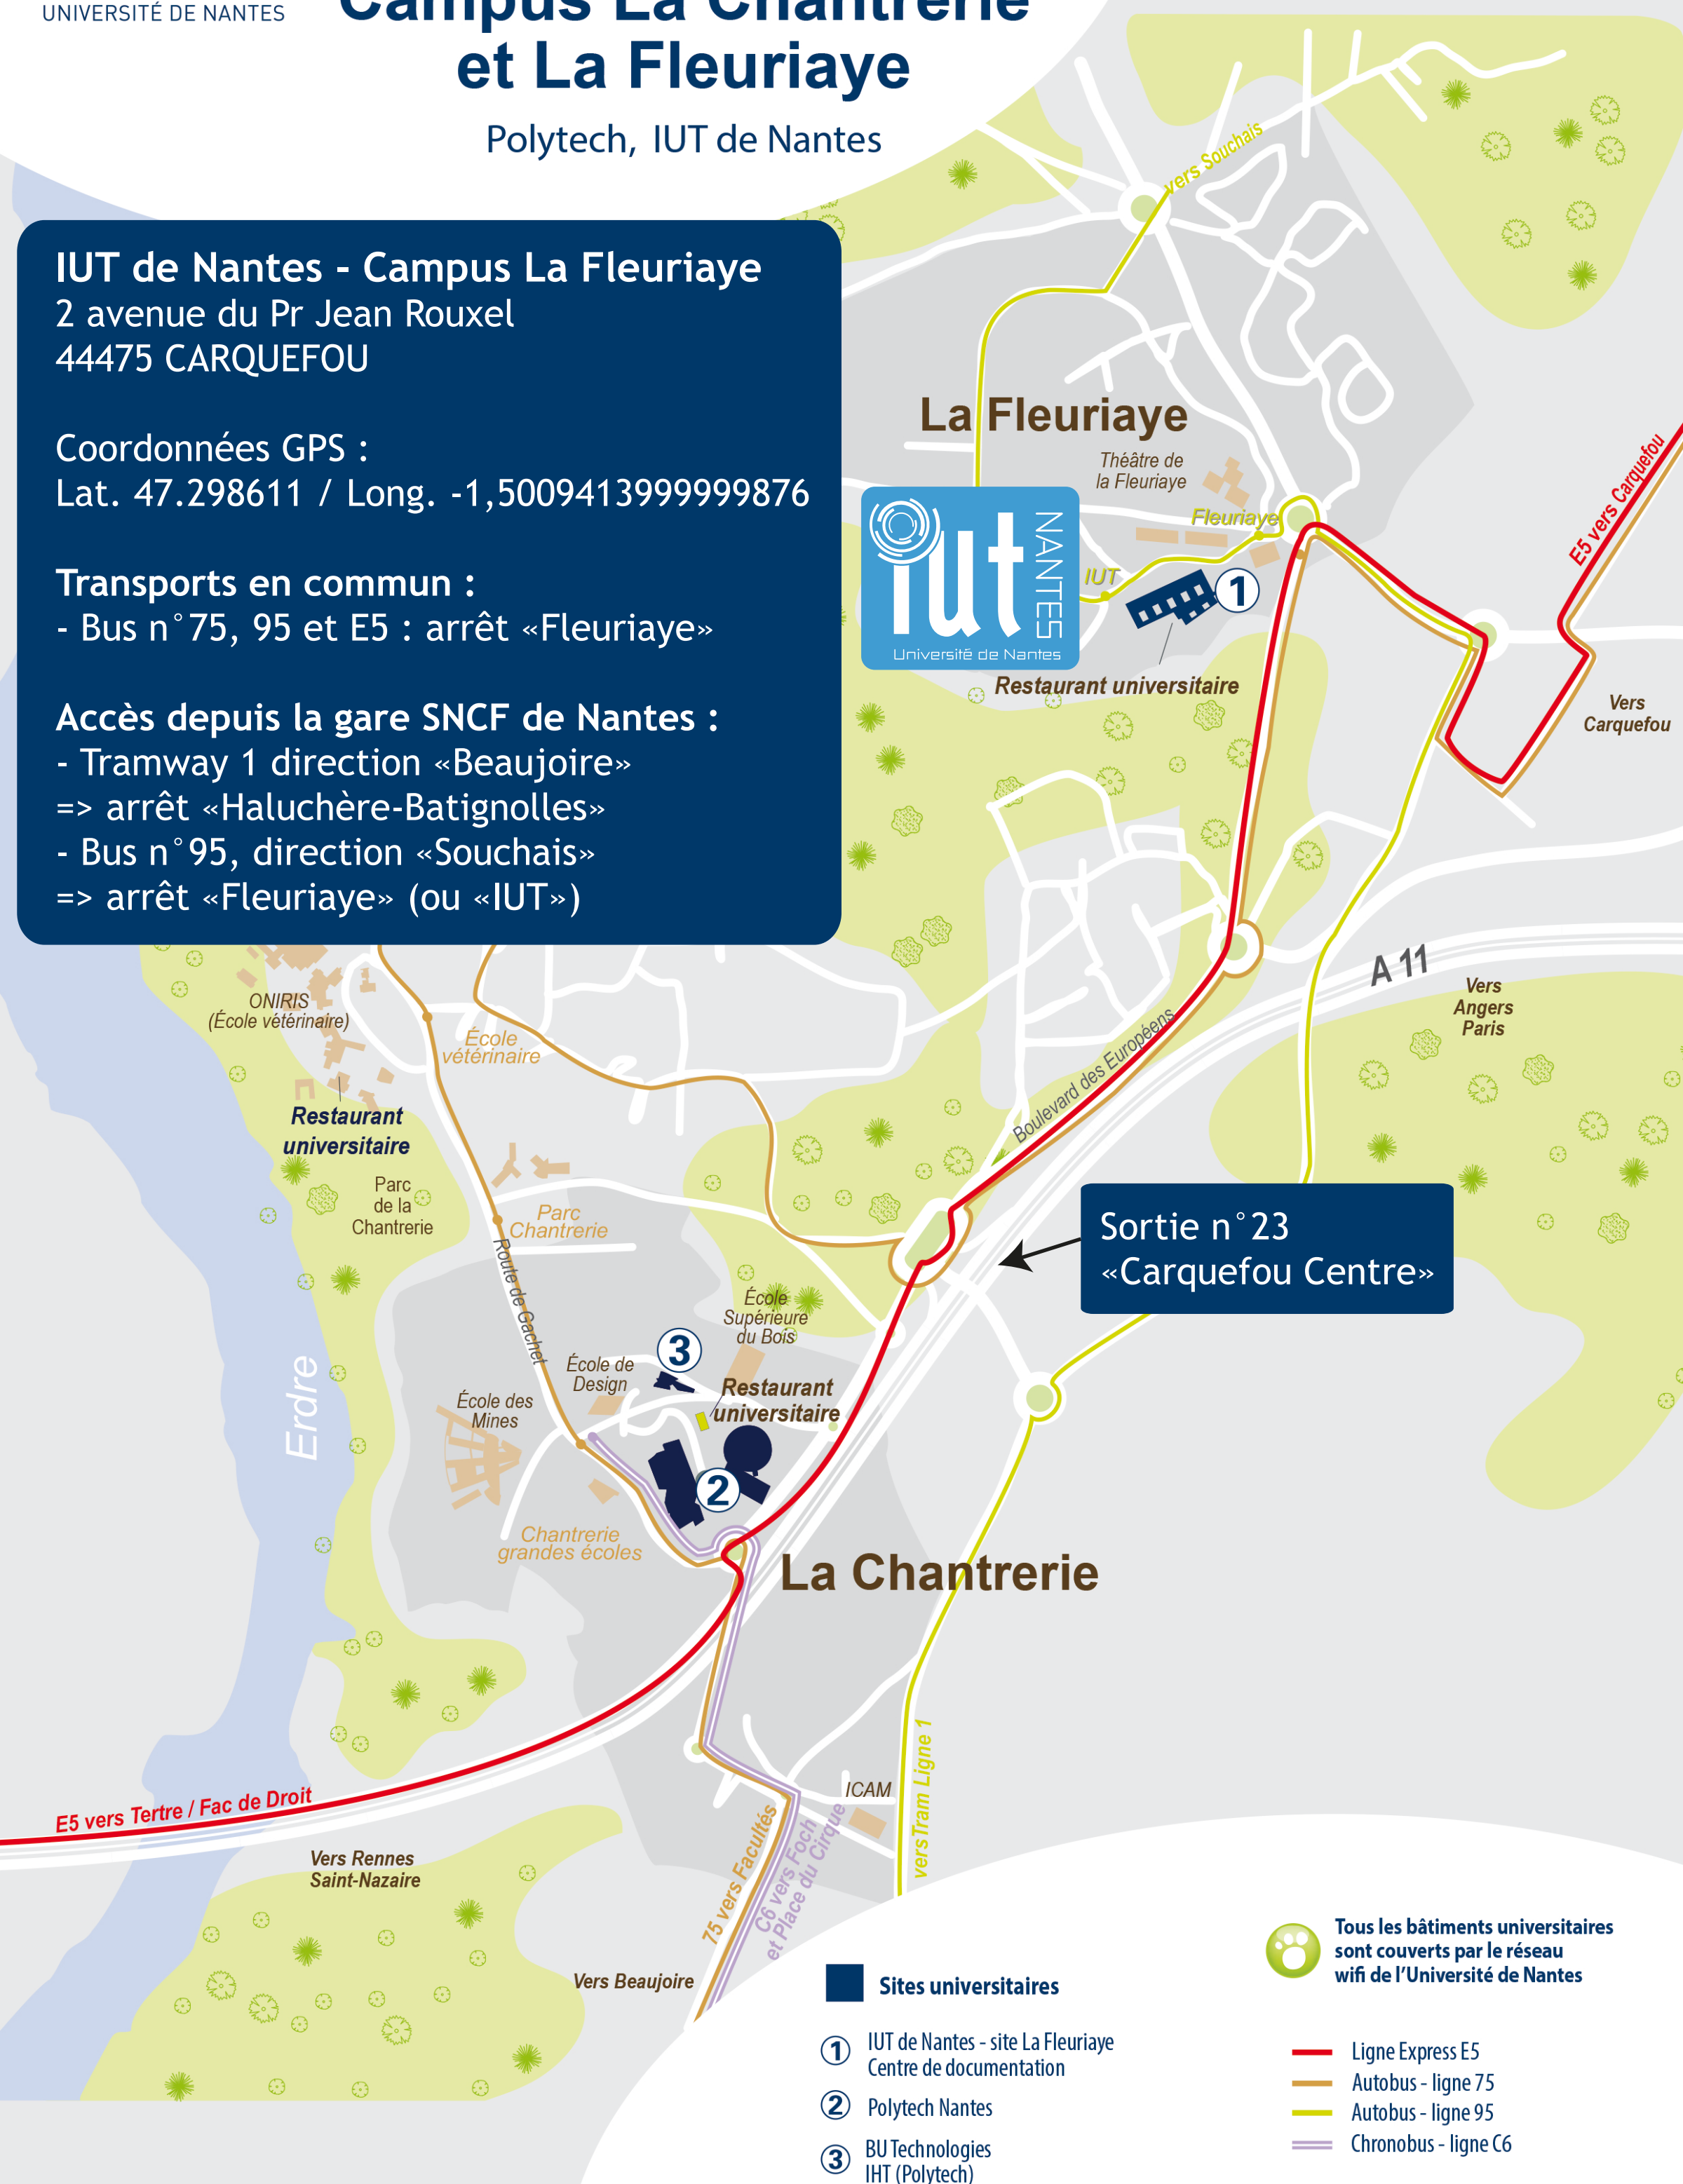 UNIVERSITÉ DE NANTES
Campus La Chantrerie
et La Fleuriaye
Polytech, IUT de Nantes
IUT de Nantes - Campus La Fleuriaye
2 avenue du Pr Jean Rouxel
44475 CARQUEFOU
Coordonnées GPS :
Lat. 47.298611 / Long. -1,5009413999999876
Transports en commun :
- Bus n°75, 95 et E5 : arrêt «Fleuriaye»
Accès depuis la gare SNCF de Nantes :
- Tramway 1 direction «Beaujoire»
=> arrêt «Haluchère-Batignolles»
- Bus n°95, direction «Souchais»
=> arrêt «Fleuriaye» (ou «IUT»)
vers Souchais
La Fleuriaye
Théâtre de
la Fleuriaye
Fleuriaye
E5 vers Carquefou
iut
NANTES
Université de Nantes
IUT
1
Restaurant universitaire
Vers
Carquefou
A 11
Vers
Angers
Paris
Boulevard des Européens
ONIRIS
(École vétérinaire)
École
vétérinaire
Restaurant
universitaire
Parc
de la
Chantrerie
Parc
Chantrerie
Route de Gachet
Sortie n°23
«Carquefou Centre»
École
Supérieure
du Bois
3
École de
Design
Restaurant
universitaire
École des
Mines
Erdre
2
Chantrerie
grandes écoles
La Chantrerie
E5 vers Tertre / Fac de Droit
Vers Rennes
Saint-Nazaire
ICAM
vers Tram Ligne 1
75 vers Facultés
C6 vers Foch
et Place du Cirque
Vers Beaujoire
Sites universitaires
1 IUT de Nantes - site La Fleuriaye
Centre de documentation
2 Polytech Nantes
3 BU Technologies
IHT (Polytech)
Tous les bâtiments universitaires
sont couverts par le réseau
wifi de l'Université de Nantes
Ligne Express E5
Autobus - ligne 75
Autobus - ligne 95
Chronobus - ligne C6